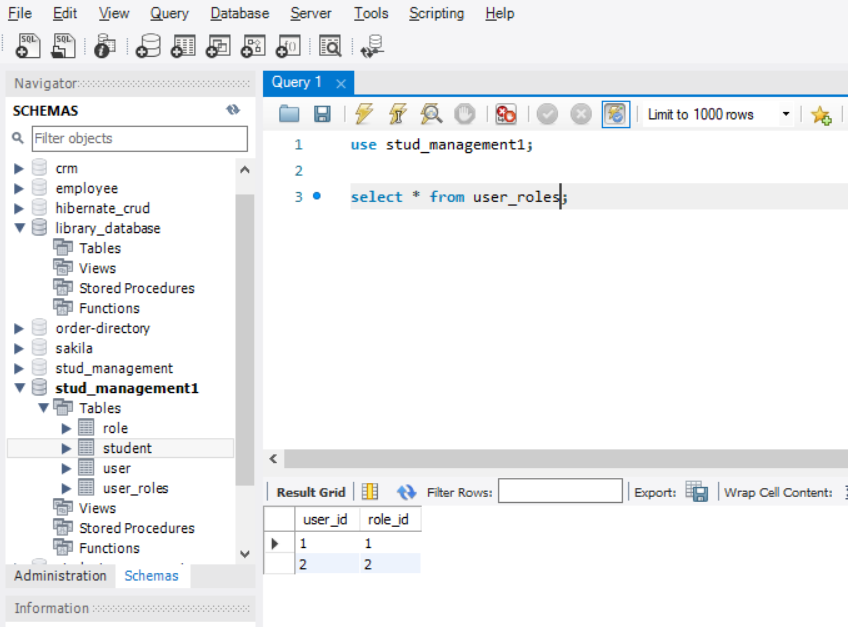 File Edit View Query Database Server Tools Scripting Help
SQL SQL
Navigator
SCHEMAS
Filter objects
crm
employee
hibernate_crud
library_database
Tables
Views
Stored Procedures
Functions
order-directory
sakila
stud_management
stud_management1
Tables
role
student
user
user_roles
Views
Stored Procedures
Functions
Administration Schemas
Information
Query 1
Limit to 1000 rows
1 use stud_management1;
2
3 select * from user_roles;
Result Grid Filter Rows: Export: Wrap Cell Content:
user_id role_id
1 1
2 2